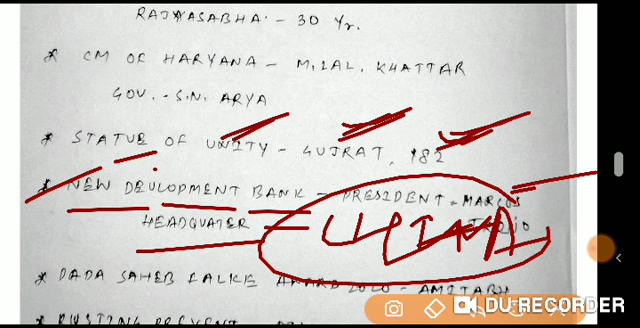 RAJYASABHA - 30 Yr.
* CM OF HARYANA - M.LAL. KHATTAR
GOV. - S.N. ARYA
* STATUE OF UNITY - GUJRAT, 182
* NEW DEVLOPMENT BANK - PRESIDENT - MARCOS
HEADQUATER
* DADA SAHEB FALKE AWARD 2020 - AMITABH
DU RECORDER